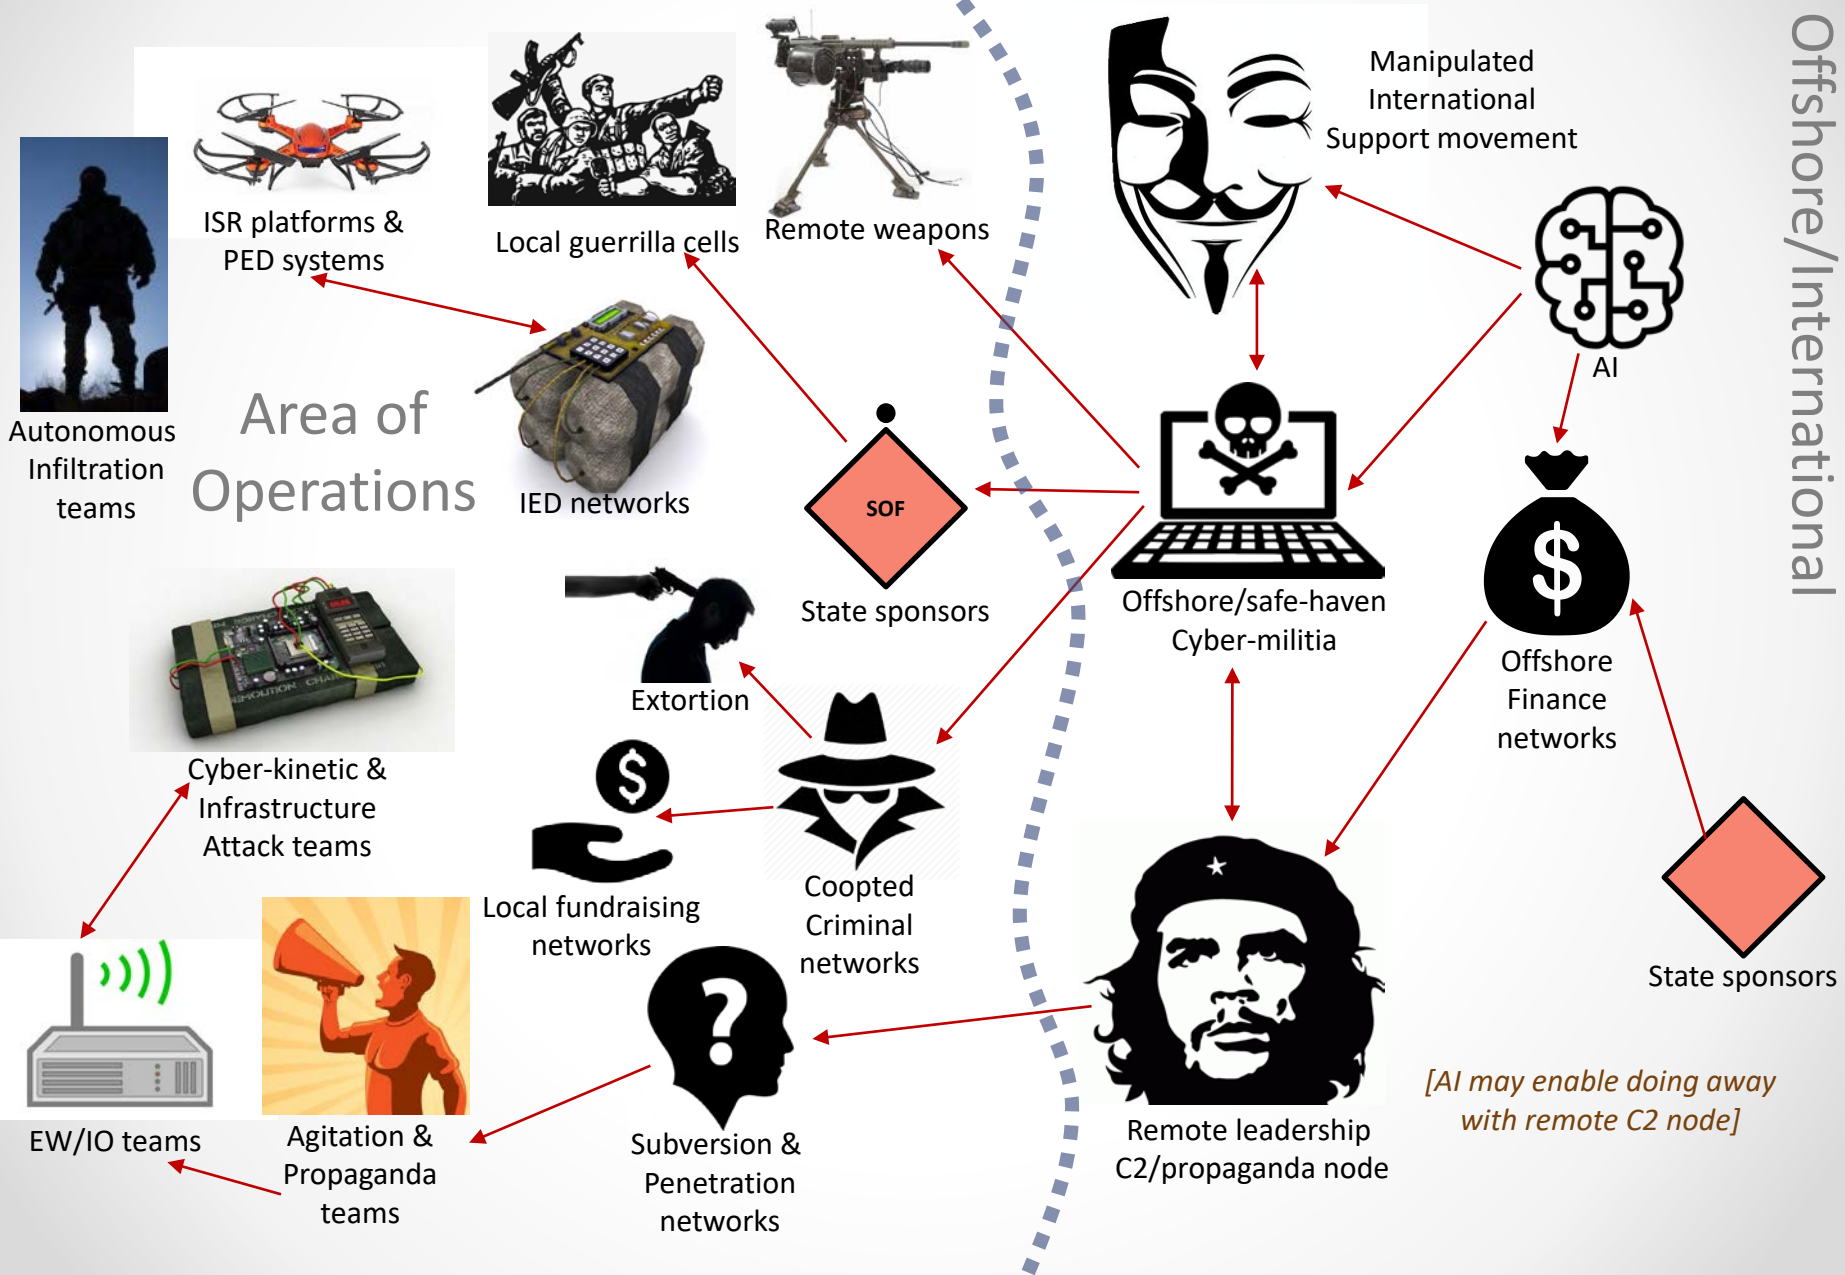 Offshore/International
Manipulated
International
Support movement
ISR platforms &
PED systems
Local guerrilla cells
Remote weapons
AI
Autonomous
Infiltration
teams
Area of
Operations
IED networks
SOF
State sponsors
Offshore/safe-haven
Cyber-militia
Offshore
Finance
networks
$
Extortion
DEMOLITION CHAR
Cyber-kinetic &
Infrastructure
Attack teams
$
Local fundraising
networks
Coopted
Criminal
networks
State sponsors
?
EW/IO teams
Agitation &
Propaganda
teams
Subversion &
Penetration
networks
Remote leadership
C2/propaganda node
[AI may enable doing away
with remote C2 node]